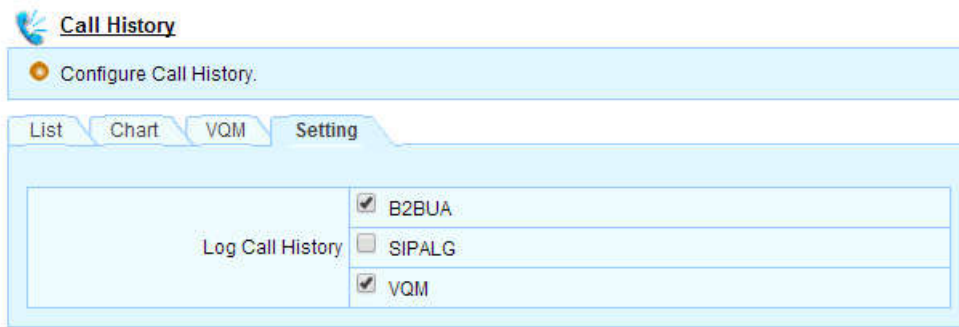 Call History
Configure Call History.
List Chart VQM Setting
B2BUA
Log Call History SIPALG
VQM